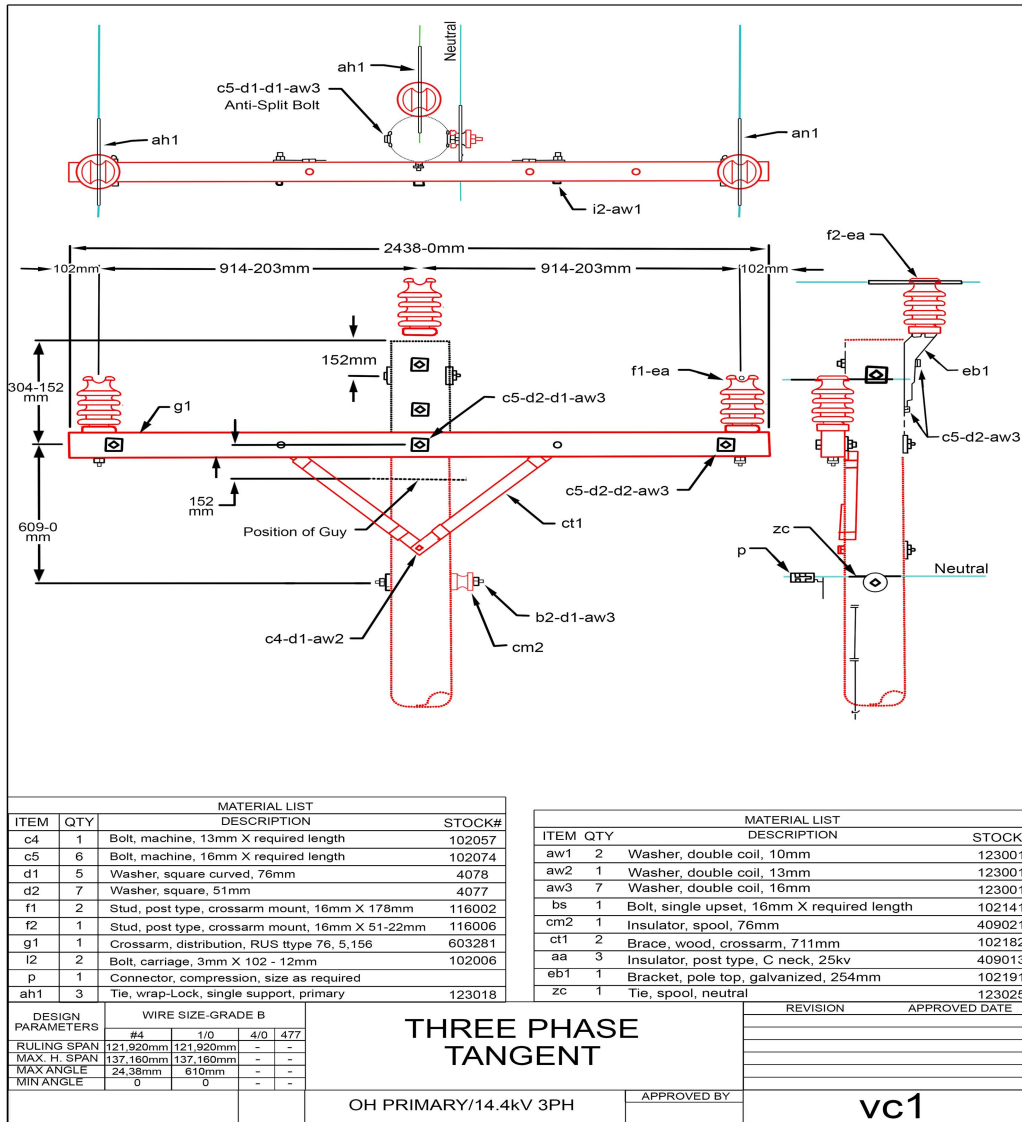 Neutral
ah1
c5-d1-d1-aw3
Anti-Split Bolt
ah1
an1
i2-aw1
2438-0mm
102mm
914-203mm
914-203mm
102mm
f2-ea
152mm
304-152
mm
f1-ea
eb1
g1
c5-d2-d1-aw3
c5-d2-aw3
c5-d2-d2-aw3
152
mm
609-0
mm
Position of Guy
ct1
zc
p
Neutral
b2-d1-aw3
c4-d1-aw2
cm2
MATERIAL LIST
ITEM QTY DESCRIPTION STOCK#
c4 1 Bolt, machine, 13mm X required length 102057
c5 6 Bolt, machine, 16mm X required length 102074
d1 5 Washer, square curved, 76mm 4078
d2 7 Washer, square, 51mm 4077
f1 2 Stud, post type, crossarm mount, 16mm X 178mm 116002
f2 1 Stud, post type, crossarm mount, 16mm X 51-22mm 116006
g1 1 Crossarm, distribution, RUS ttype 76, 5,156 603281
I2 2 Bolt, carriage, 3mm X 102 - 12mm 102006
p 1 Connector, compression, size as required
ah1 3 Tie, wrap-Lock, single support, primary 123018
MATERIAL LIST
ITEM QTY DESCRIPTION STOCK
aw1 2 Washer, double coil, 10mm 123001
aw2 1 Washer, double coil, 13mm 123001
aw3 7 Washer, double coil, 16mm 123001
bs 1 Bolt, single upset, 16mm X required length 102141
cm2 1 Insulator, spool, 76mm 409021
ct1 2 Brace, wood, crossarm, 711mm 102182
aa 3 Insulator, post type, C neck, 25kv 409013
eb1 1 Bracket, pole top, galvanized, 254mm 102191
zc 1 Tie, spool, neutral 123025
DESIGN
PARAMETERS
WIRE SIZE-GRADE B
#4 1/0 4/0 477
RULING SPAN 121,920mm 121,920mm - -
MAX. H. SPAN 137,160mm 137,160mm - -
MAX ANGLE 24,38mm 610mm - -
MIN ANGLE 0 0 - -
THREE PHASE
TANGENT
REVISION APPROVED DATE
OH PRIMARY/14.4kV 3PH
APPROVED BY
vc1